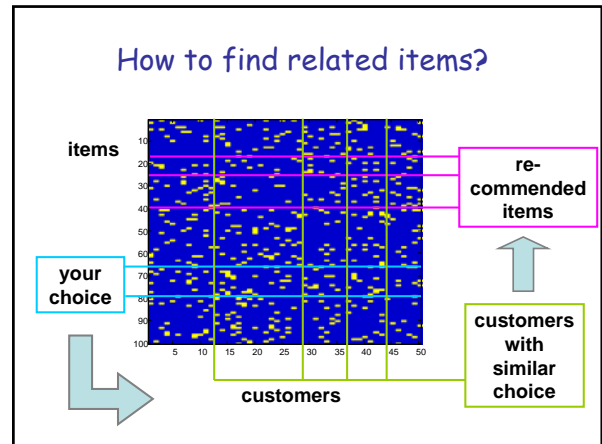 How to find related items?
items
10
20
30
40
50
60
70
80
90
100
5 10 15 20 25 30 35 40 45 50
customers
your
choice
re-
commended
items
customers
with
similar
choice